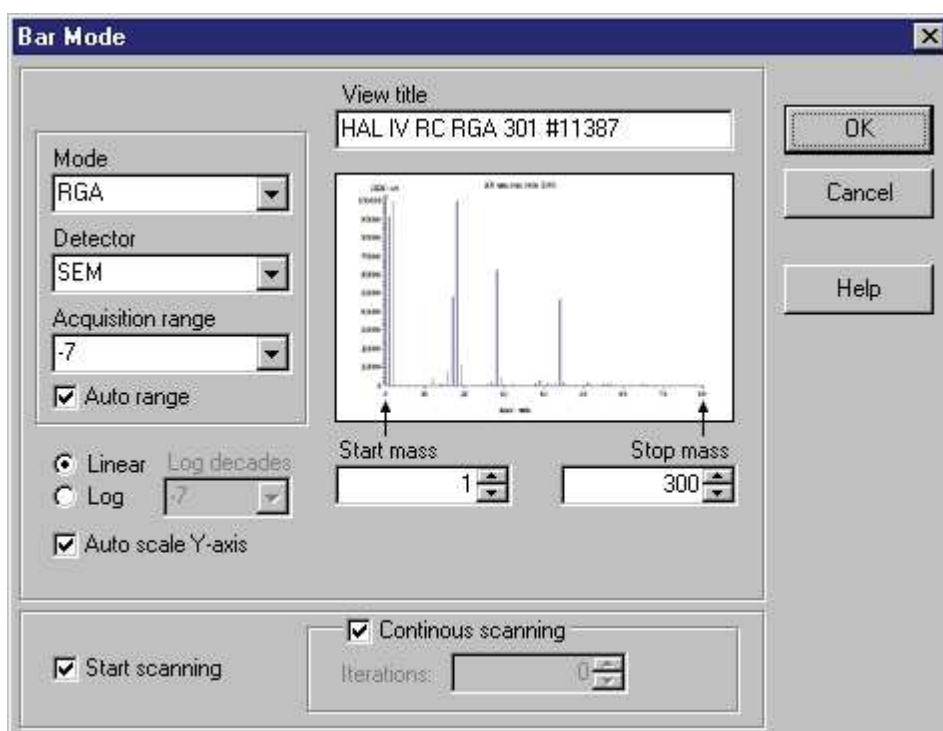 Bar Mode
View title
HAL IV RC RGA 301 #11387
OK
Mode
RGA
Cancel
Detector
SEM
Help
Acquisition range
-7
Auto range
Start mass
Stop mass
1
300
Linear
Log decades
Log
-7
Auto scale Y-axis
Continous scanning
Start scanning
Iterations:
0